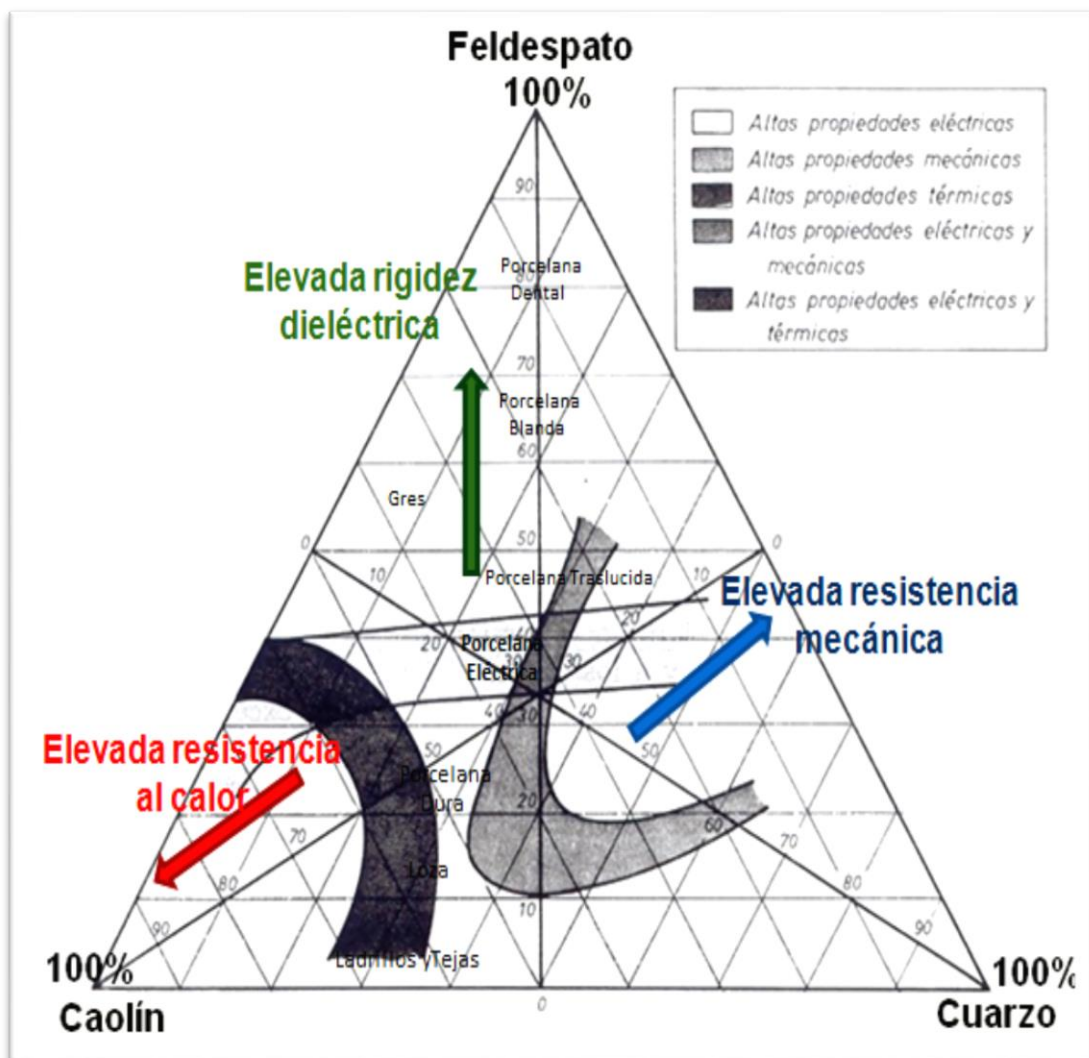 Feldespato
100%
Altas propiedades eléctricas
Altas propiedades mecánicas
Altas propiedades térmicas
Altas propiedades eléctricas y
mecánicas
Altas propiedades eléctricas y
térmicas
90
Elevada rigidez
dieléctrica
Porcelana
80
Dental
70
Porcelana
Blanda
60
Gres
0
50
0
10
Porcelana Traslucida
10
Elevada resistencia
mecánica
20
40
20
Porcelana
Eléctrica
30
30
40
30
40
Elevada resistencia
al calor
50
50
Porcelana
Dura
20
60
70
70
Loza
80
10
80
90
90
Ladrillos y Tejas
100%
Caolín
0
100%
Cuarzo